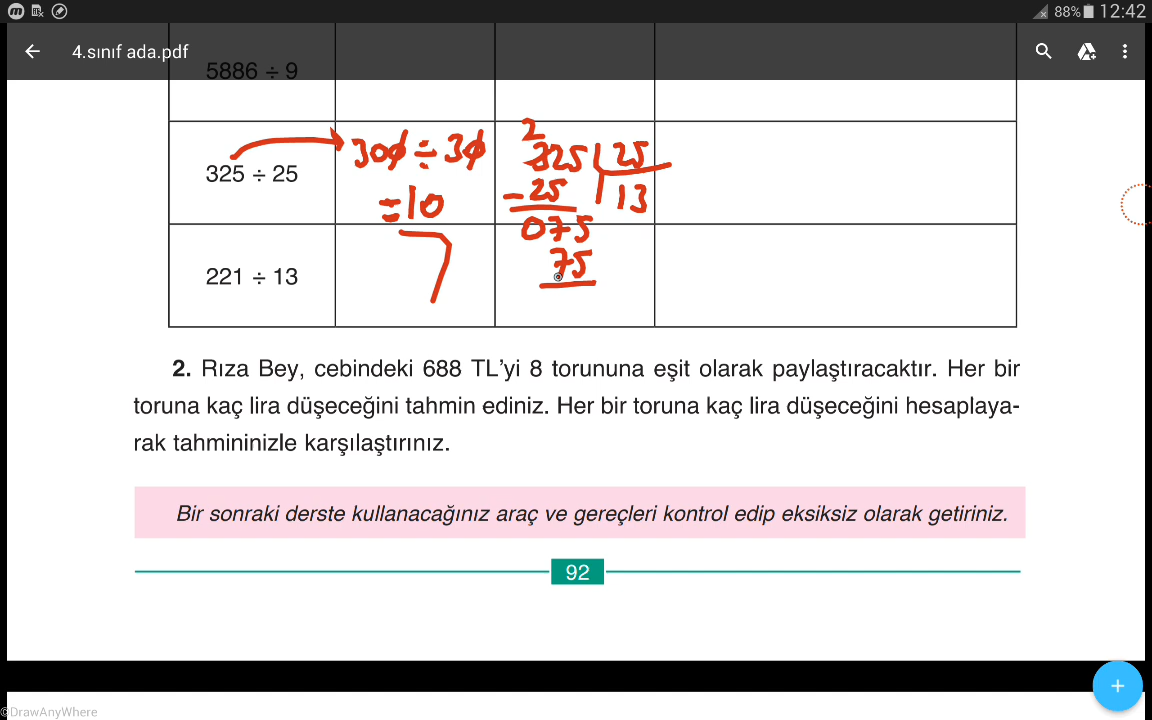 88% 12:42
4.sınıf ada.pdf
5886 ÷ 9
325 ÷ 25
300 ÷ 30
= 10
2
325 25
- 25 13
075
75
221 ÷ 13
2. Rıza Bey, cebindeki 688 TL’yi 8 torununa eşit olarak paylaştıracaktır. Her bir
toruna kaç lira düşeceğini tahmin ediniz. Her bir toruna kaç lira düşeceğini hesaplaya-
rak tahmininizle karşılaştırınız.
Bir sonraki derste kullanacağınız araç ve gereçleri kontrol edip eksiksiz olarak getiriniz.
92
©DrawAnyWhere